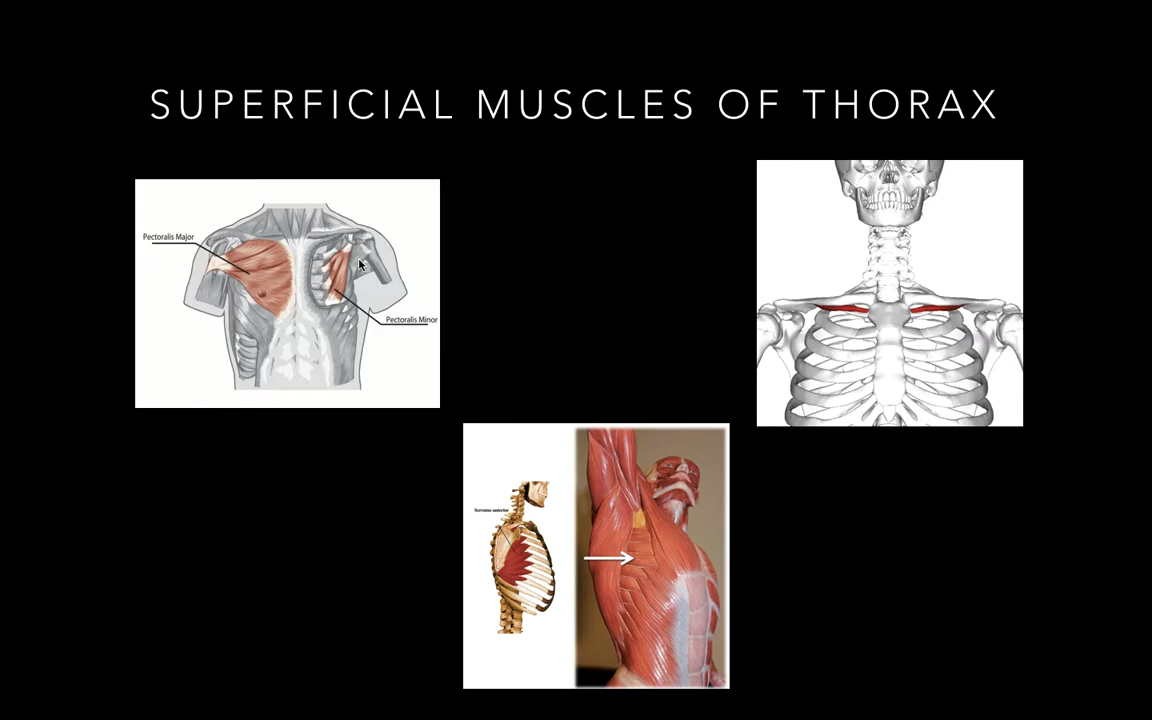 SUPERFICIAL MUSCLES OF THORAX
Pectoralis Major
Pectoralis Minor
Serratus anterior